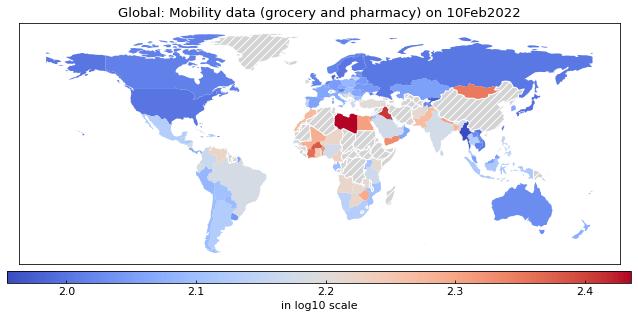 Global: Mobility data (grocery and pharmacy) on 10Feb2022
2.0 2.1 2.2 2.3 2.4
in log10 scale